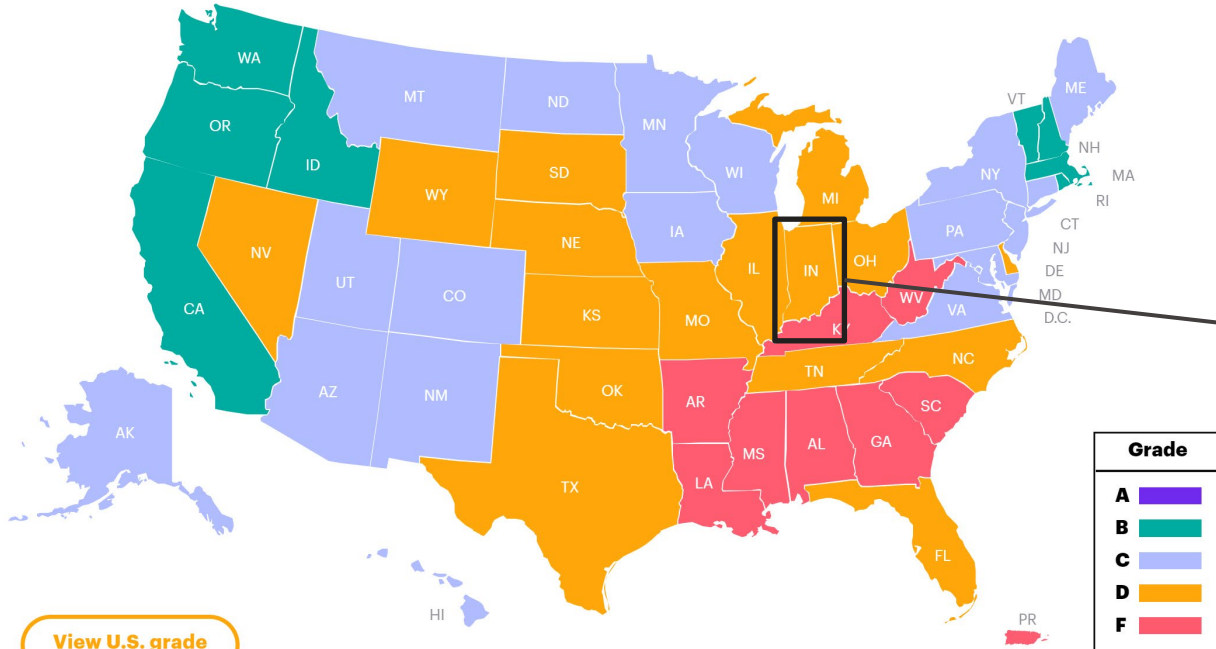 WA
MT
ND
MN
ME
VT
OR
ID
WY
SD
WI
MI
NY
NH
MA
RI
CT
NJ
DE
MD
D.C.
NV
UT
CO
NE
IA
IL
IN
OH
PA
CA
KS
MO
KY
WV
VA
AZ
NM
OK
AR
TN
NC
SC
AK
TX
LA
MS
AL
GA
FL
HI
PR
Grade
A
B
C
D
F
View U.S. grade